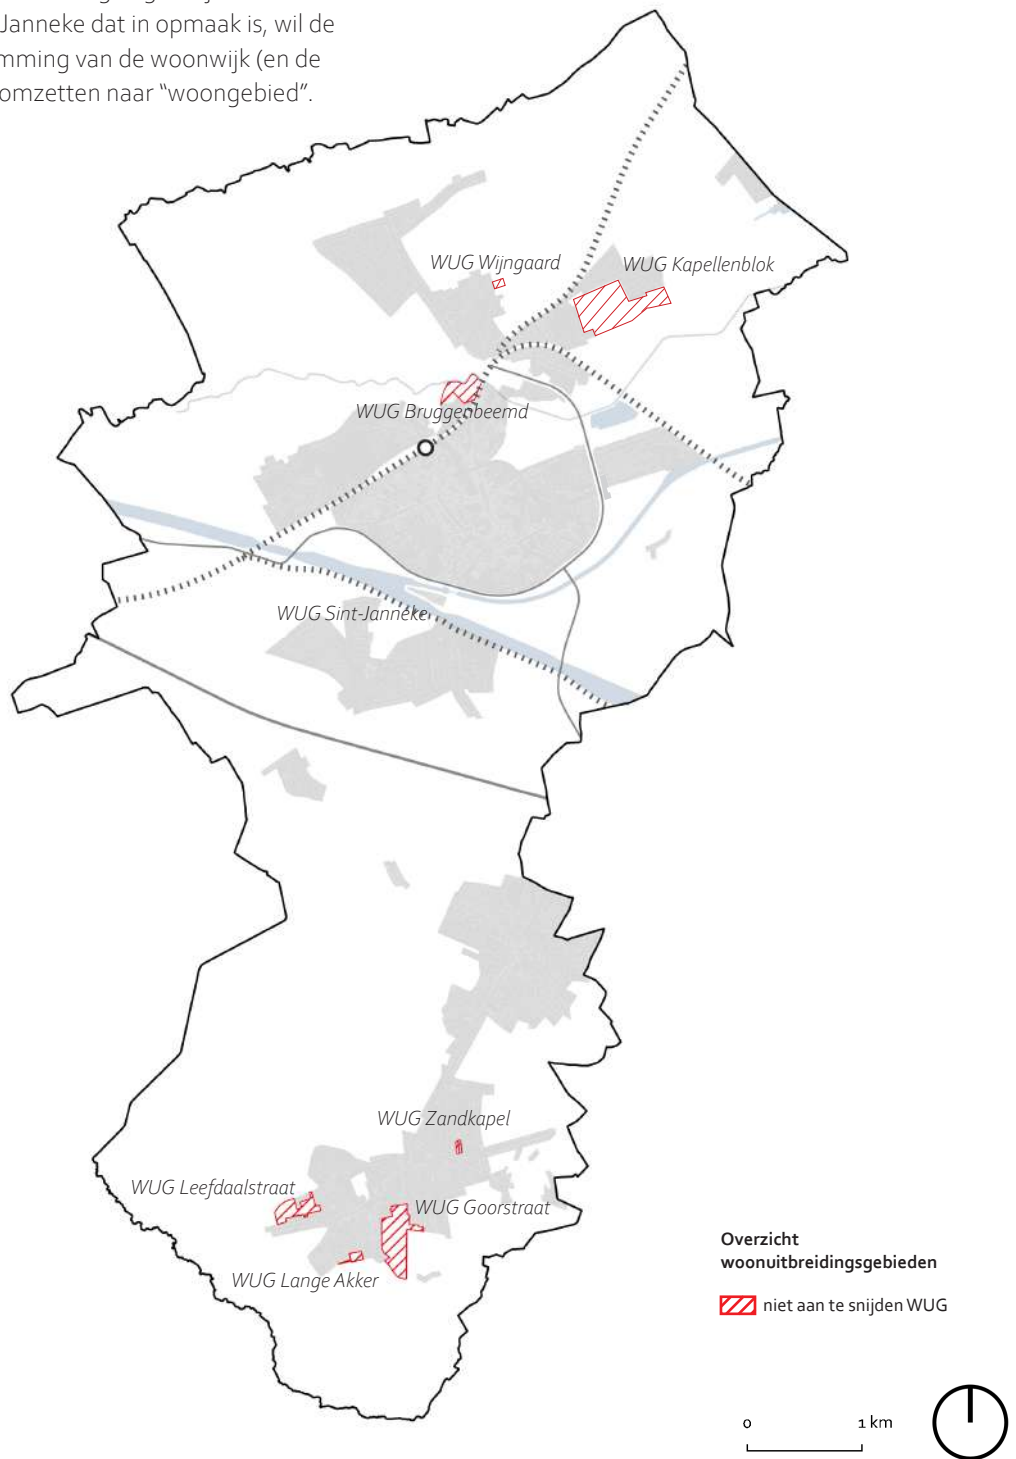 Janneke dat in opmaak is, wil de
mming van de woonwijk (en de
omzetten naar “woongebied”.
WUG Wijngaard
WUG Kapellenblok
WUG Bruggenbeemd
WUG Sint-Janneke
WUG Zandkapel
WUG Leefdaalstraat
WUG Goorstraat
WUG Lange Akker
Overzicht
woonuitbreidingsgebieden
niet aan te snijden WUG
0 1 km